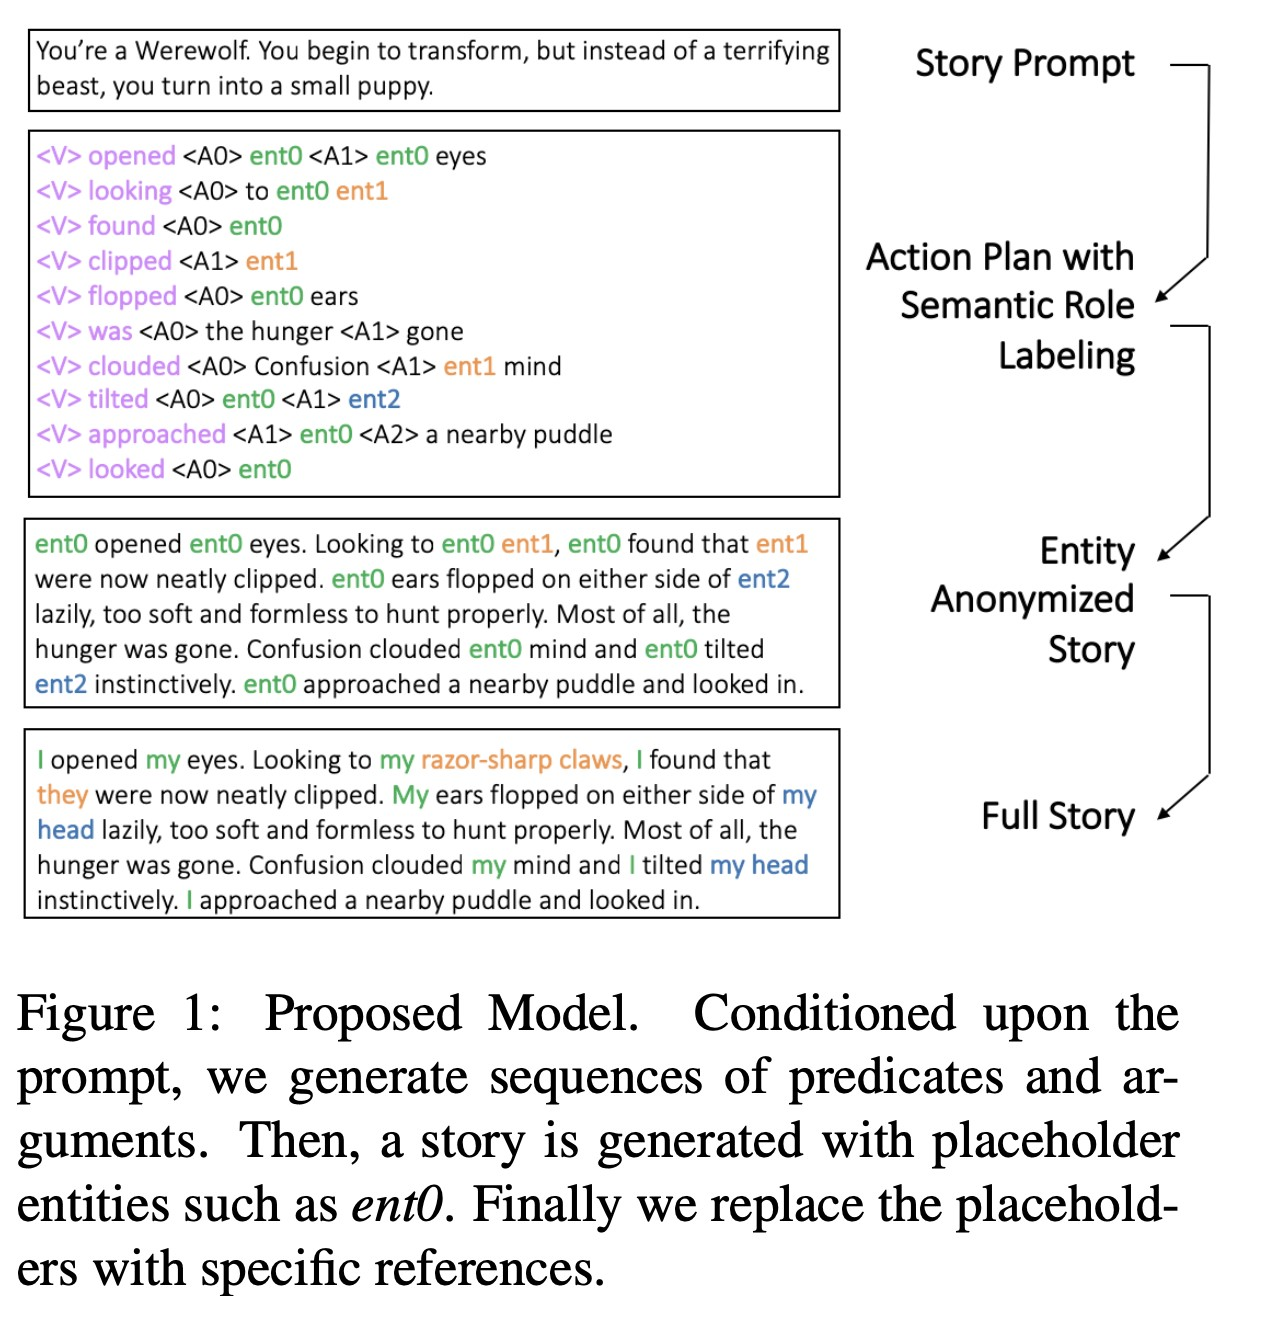 You're a Werewolf. You begin to transform, but instead of a terrifying
beast, you turn into a small puppy.
Story Prompt
<V> opened <A0> ent0 <A1> ent0 eyes
<V> looking <A0> to ent0 ent1
<V> found <A0> ent0
<V> clipped <A1> ent1
<V> flopped <A0> ent0 ears
<V> was <A0> the hunger <A1> gone
<V> clouded <A0> Confusion <A1> ent1 mind
<V> tilted <A0> ent0 <A1> ent2
<V> approached <A1> ent0 <A2> a nearby puddle
<V> looked <A0> ent0
Action Plan with
Semantic Role
Labeling
ent0 opened ent0 eyes. Looking to ent0 ent1, ent0 found that ent1
were now neatly clipped. ent0 ears flopped on either side of ent2
lazily, too soft and formless to hunt properly. Most of all, the
hunger was gone. Confusion clouded ent0 mind and ent0 tilted
ent2 instinctively. ent0 approached a nearby puddle and looked in.
Entity
Anonymized
Story
I opened my eyes. Looking to my razor-sharp claws, I found that
they were now neatly clipped. My ears flopped on either side of my
head lazily, too soft and formless to hunt properly. Most of all, the
hunger was gone. Confusion clouded my mind and I tilted my head
instinctively. I approached a nearby puddle and looked in.
Full Story
Figure 1: Proposed Model. Conditioned upon the
prompt, we generate sequences of predicates and ar-
guments. Then, a story is generated with placeholder
entities such as ent0. Finally we replace the placehold-
ers with specific references.